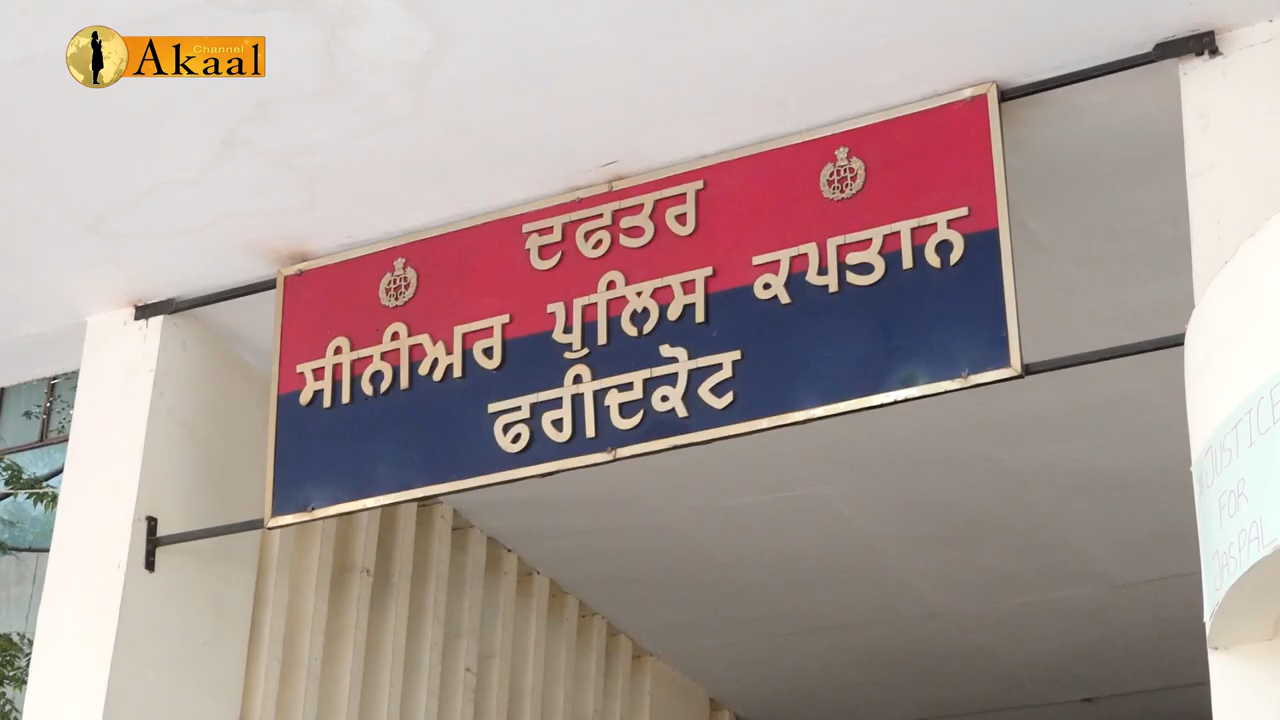 Akaal
Channel
ਦਫਤਰ
ਸੀਨੀਅਰ ਪੁਲਿਸ ਕਪਤਾਨ
ਫਰੀਦਕੋਟ
JUSTICE
FOR
JASPAL